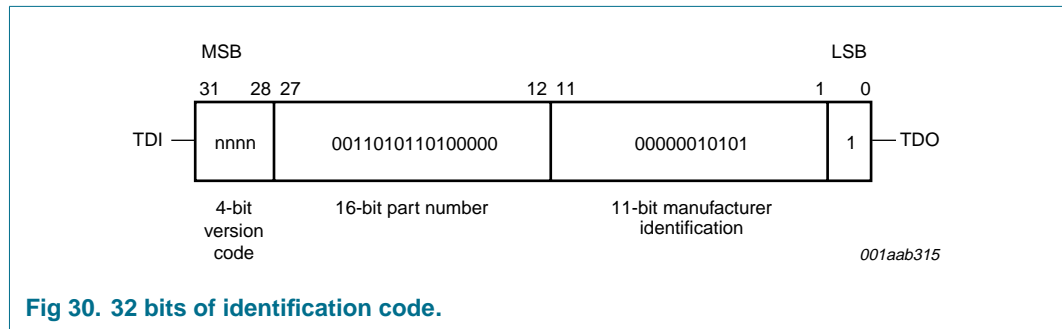 MSB LSB
31 28 27 12 11 1 0
TDI nnnn 0011010110100000 00000010101 1 TDO
4-bit 16-bit part number 11-bit manufacturer
version identification
code
001aab315
Fig 30. 32 bits of identification code.